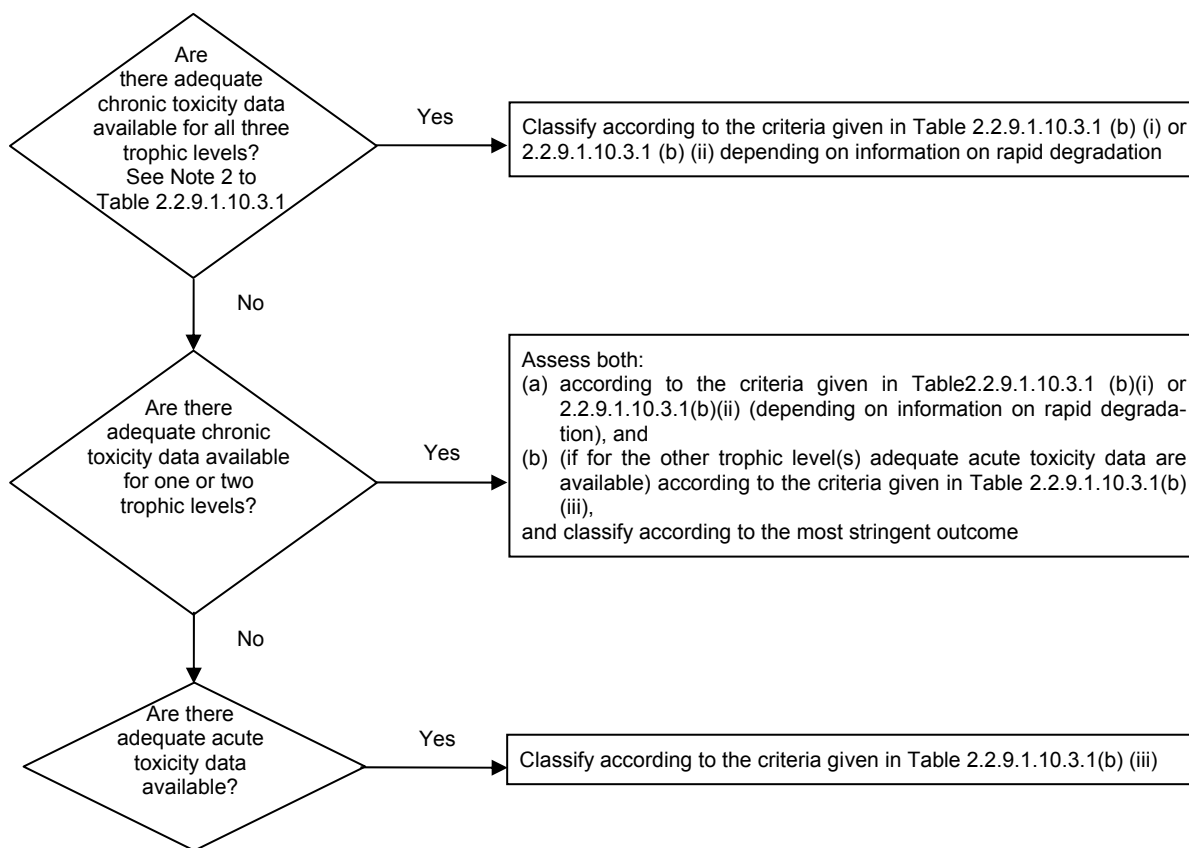 Are
there adequate
chronic toxicity data
available for all three
trophic levels?
See Note 2 to
Table 2.2.9.1.10.3.1
Yes
Classify according to the criteria given in Table 2.2.9.1.10.3.1 (b) (i) or
2.2.9.1.10.3.1 (b) (ii) depending on information on rapid degradation
No
Are there
adequate chronic
toxicity data available
for one or two
trophic levels?
Yes
Assess both:
(a) according to the criteria given in Table2.2.9.1.10.3.1 (b)(i) or
2.2.9.1.10.3.1(b)(ii) (depending on information on rapid degrada-
tion), and
(b) (if for the other trophic level(s) adequate acute toxicity data are
available) according to the criteria given in Table 2.2.9.1.10.3.1(b)
(iii),
and classify according to the most stringent outcome
No
Are there
adequate acute
toxicity data
available?
Yes
Classify according to the criteria given in Table 2.2.9.1.10.3.1(b) (iii)